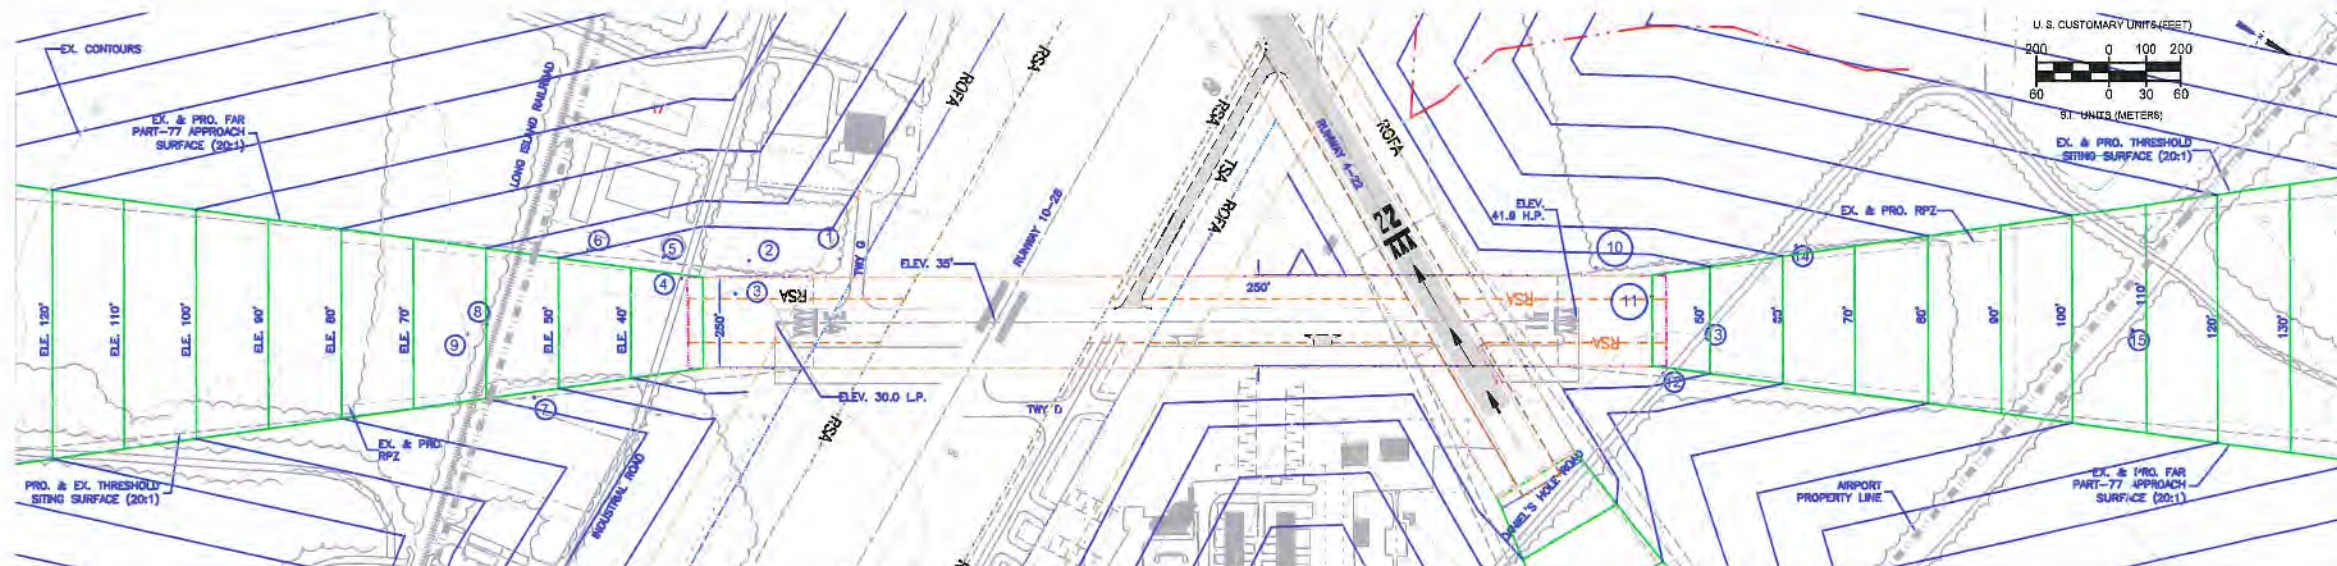 U. S. CUSTOMARY UNITS (FEET)
200 0 100 200
60 0 30 60
S.I. UNITS (METERS)
EX. CONTOURS
EX. & PRO. FAR
PART-77 APPROACH
SURFACE (20:1)
LONG ISLAND RAILROAD
17
RSA
ROFA
RSA
TSA
ROFA
RUNWAY 4-22
ROFA
22
EX. & PRO. THRESHOLD
SITING SURFACE (20:1)
ELEV.
41.9 H.P.
EX. & PRO. RPZ
6
5
2
1
TWY G
ELEV. 35'
RUNWAY 10-28
10
14
4
3
RSA
250'
250'
RSA
11
RSA
ELE. 120'
ELE. 110'
ELE. 100'
ELE. 90'
ELE. 80'
ELE. 70'
8
9
ELE. 50'
ELE. 40'
50'
70'
90'
100'
110'
120'
130'
15
12
7
ELEV. 30.0 L.P.
RSA
TWY D
EX. & PRO.
RPZ
PRO. & EX. THRESHOLD
SITING SURFACE (20:1)
INDUSTRIAL ROAD
DANIEL'S HOLE ROAD
AIRPORT
PROPERTY LINE
EX. & PRO. FAR
PART-77 APPROACH
SURFACE (20:1)